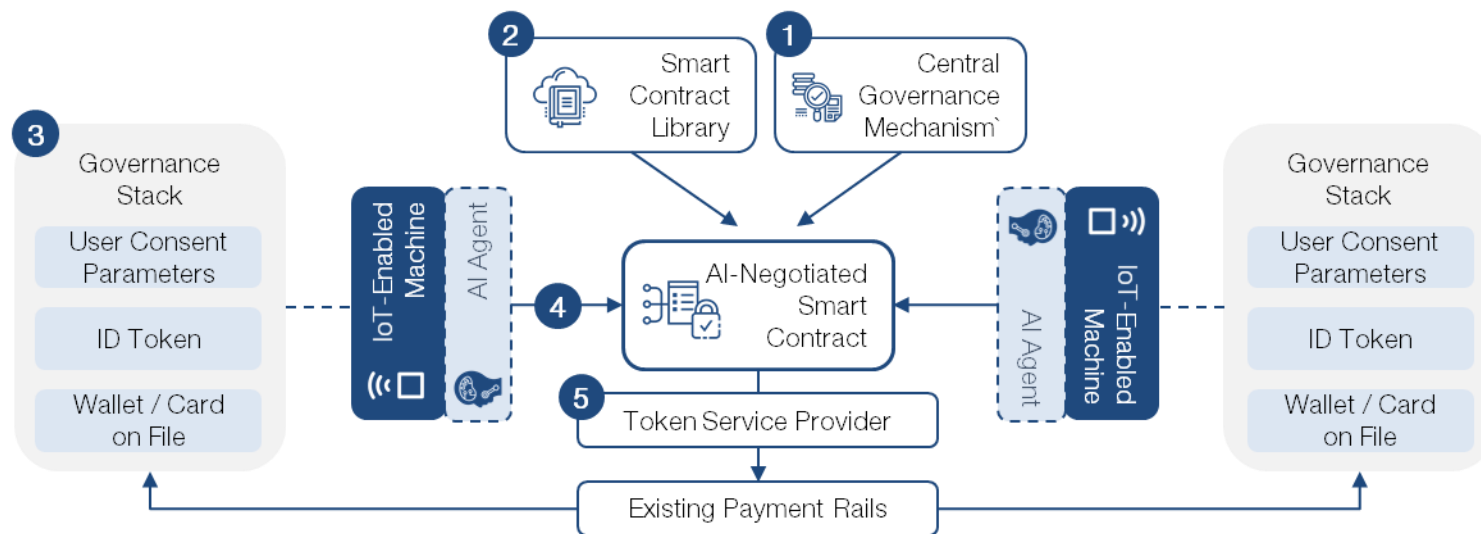 2
Smart
Contract
Library
1
Central
Governance
Mechanism`
3
Governance
Stack
User Consent
Parameters
ID Token
Wallet / Card
on File
IoT-Enabled
Machine
AI Agent
4
AI-Negotiated
Smart
Contract
AI Agent
IoT-Enabled
Machine
Governance
Stack
User Consent
Parameters
ID Token
Wallet / Card
on File
5
Token Service Provider
Existing Payment Rails